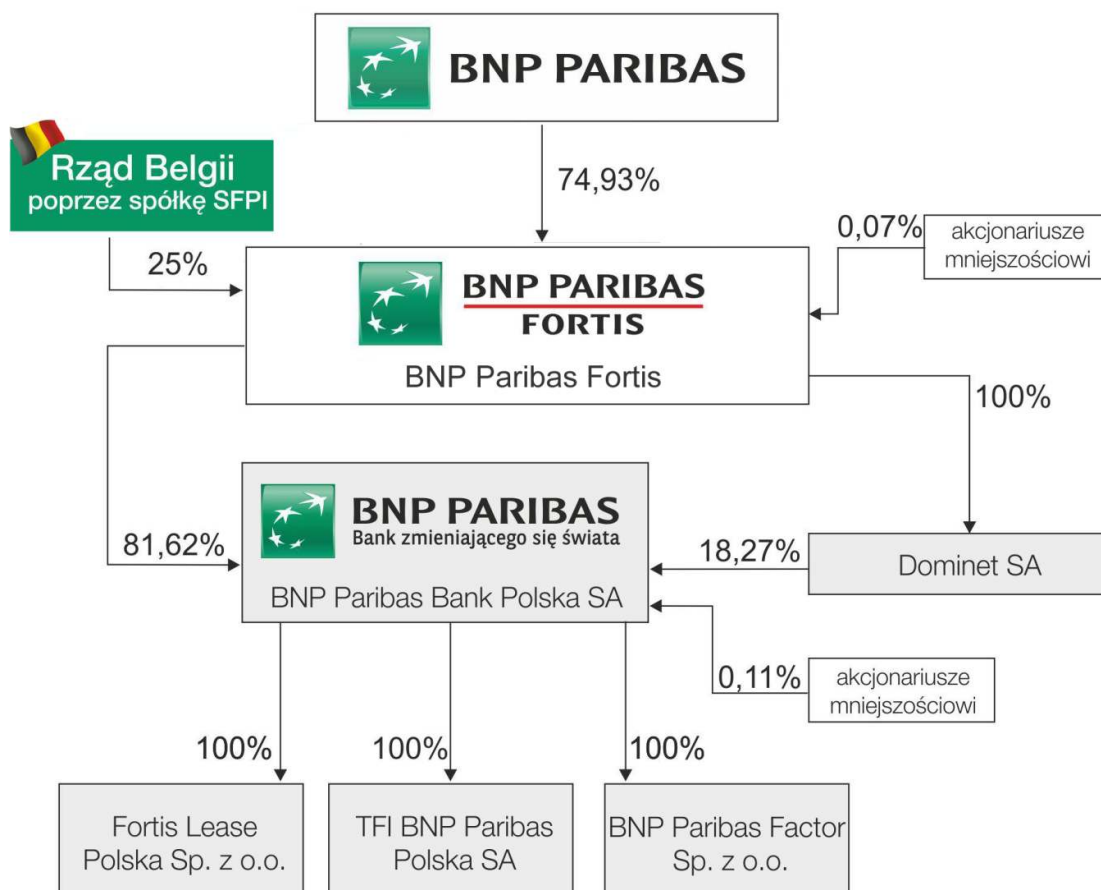 BNP PARIBAS
Rząd Belgii
poprzez spółkę SFPI
74,93%
25%
0,07%
akcjonariusze
mniejszościowi
BNP PARIBAS
FORTIS
BNP Paribas Fortis
100%
BNP PARIBAS
Bank zmieniającego się świata
BNP Paribas Bank Polska SA
81,62%
18,27%
Dominet SA
0,11%
akcjonariusze
mniejszościowi
100%
100%
100%
Fortis Lease
Polska Sp. z o.o.
TFI BNP Paribas
Polska SA
BNP Paribas Factor
Sp. z o.o.